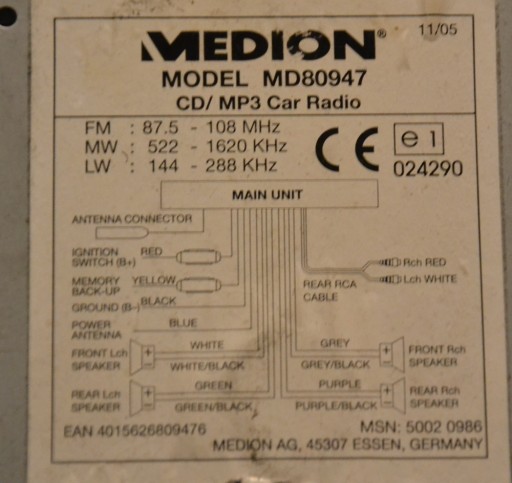 MEDION®
11/05
MODEL MD80947
CD/ MP3 Car Radio
FM : 87.5 - 108 MHz
MW : 522 - 1620 KHz
LW : 144 - 288 KHz
CE
e1
024290
MAIN UNIT
ANTENNA CONNECTOR
IGNITION SWITCH (B+)
RED
MEMORY BACK-UP
YELLOW
GROUND (B-)
BLACK
POWER ANTENNA
BLUE
REAR RCA CABLE
Rch RED
Lch WHITE
FRONT Lch SPEAKER
WHITE
WHITE/BLACK
GREY
GREY/BLACK
FRONT Rch SPEAKER
REAR Lch SPEAKER
GREEN
GREEN/BLACK
PURPLE
PURPLE/BLACK
REAR Rch SPEAKER
EAN 4015626809476
MSN: 5002 0986
MEDION AG, 45307 ESSEN, GERMANY